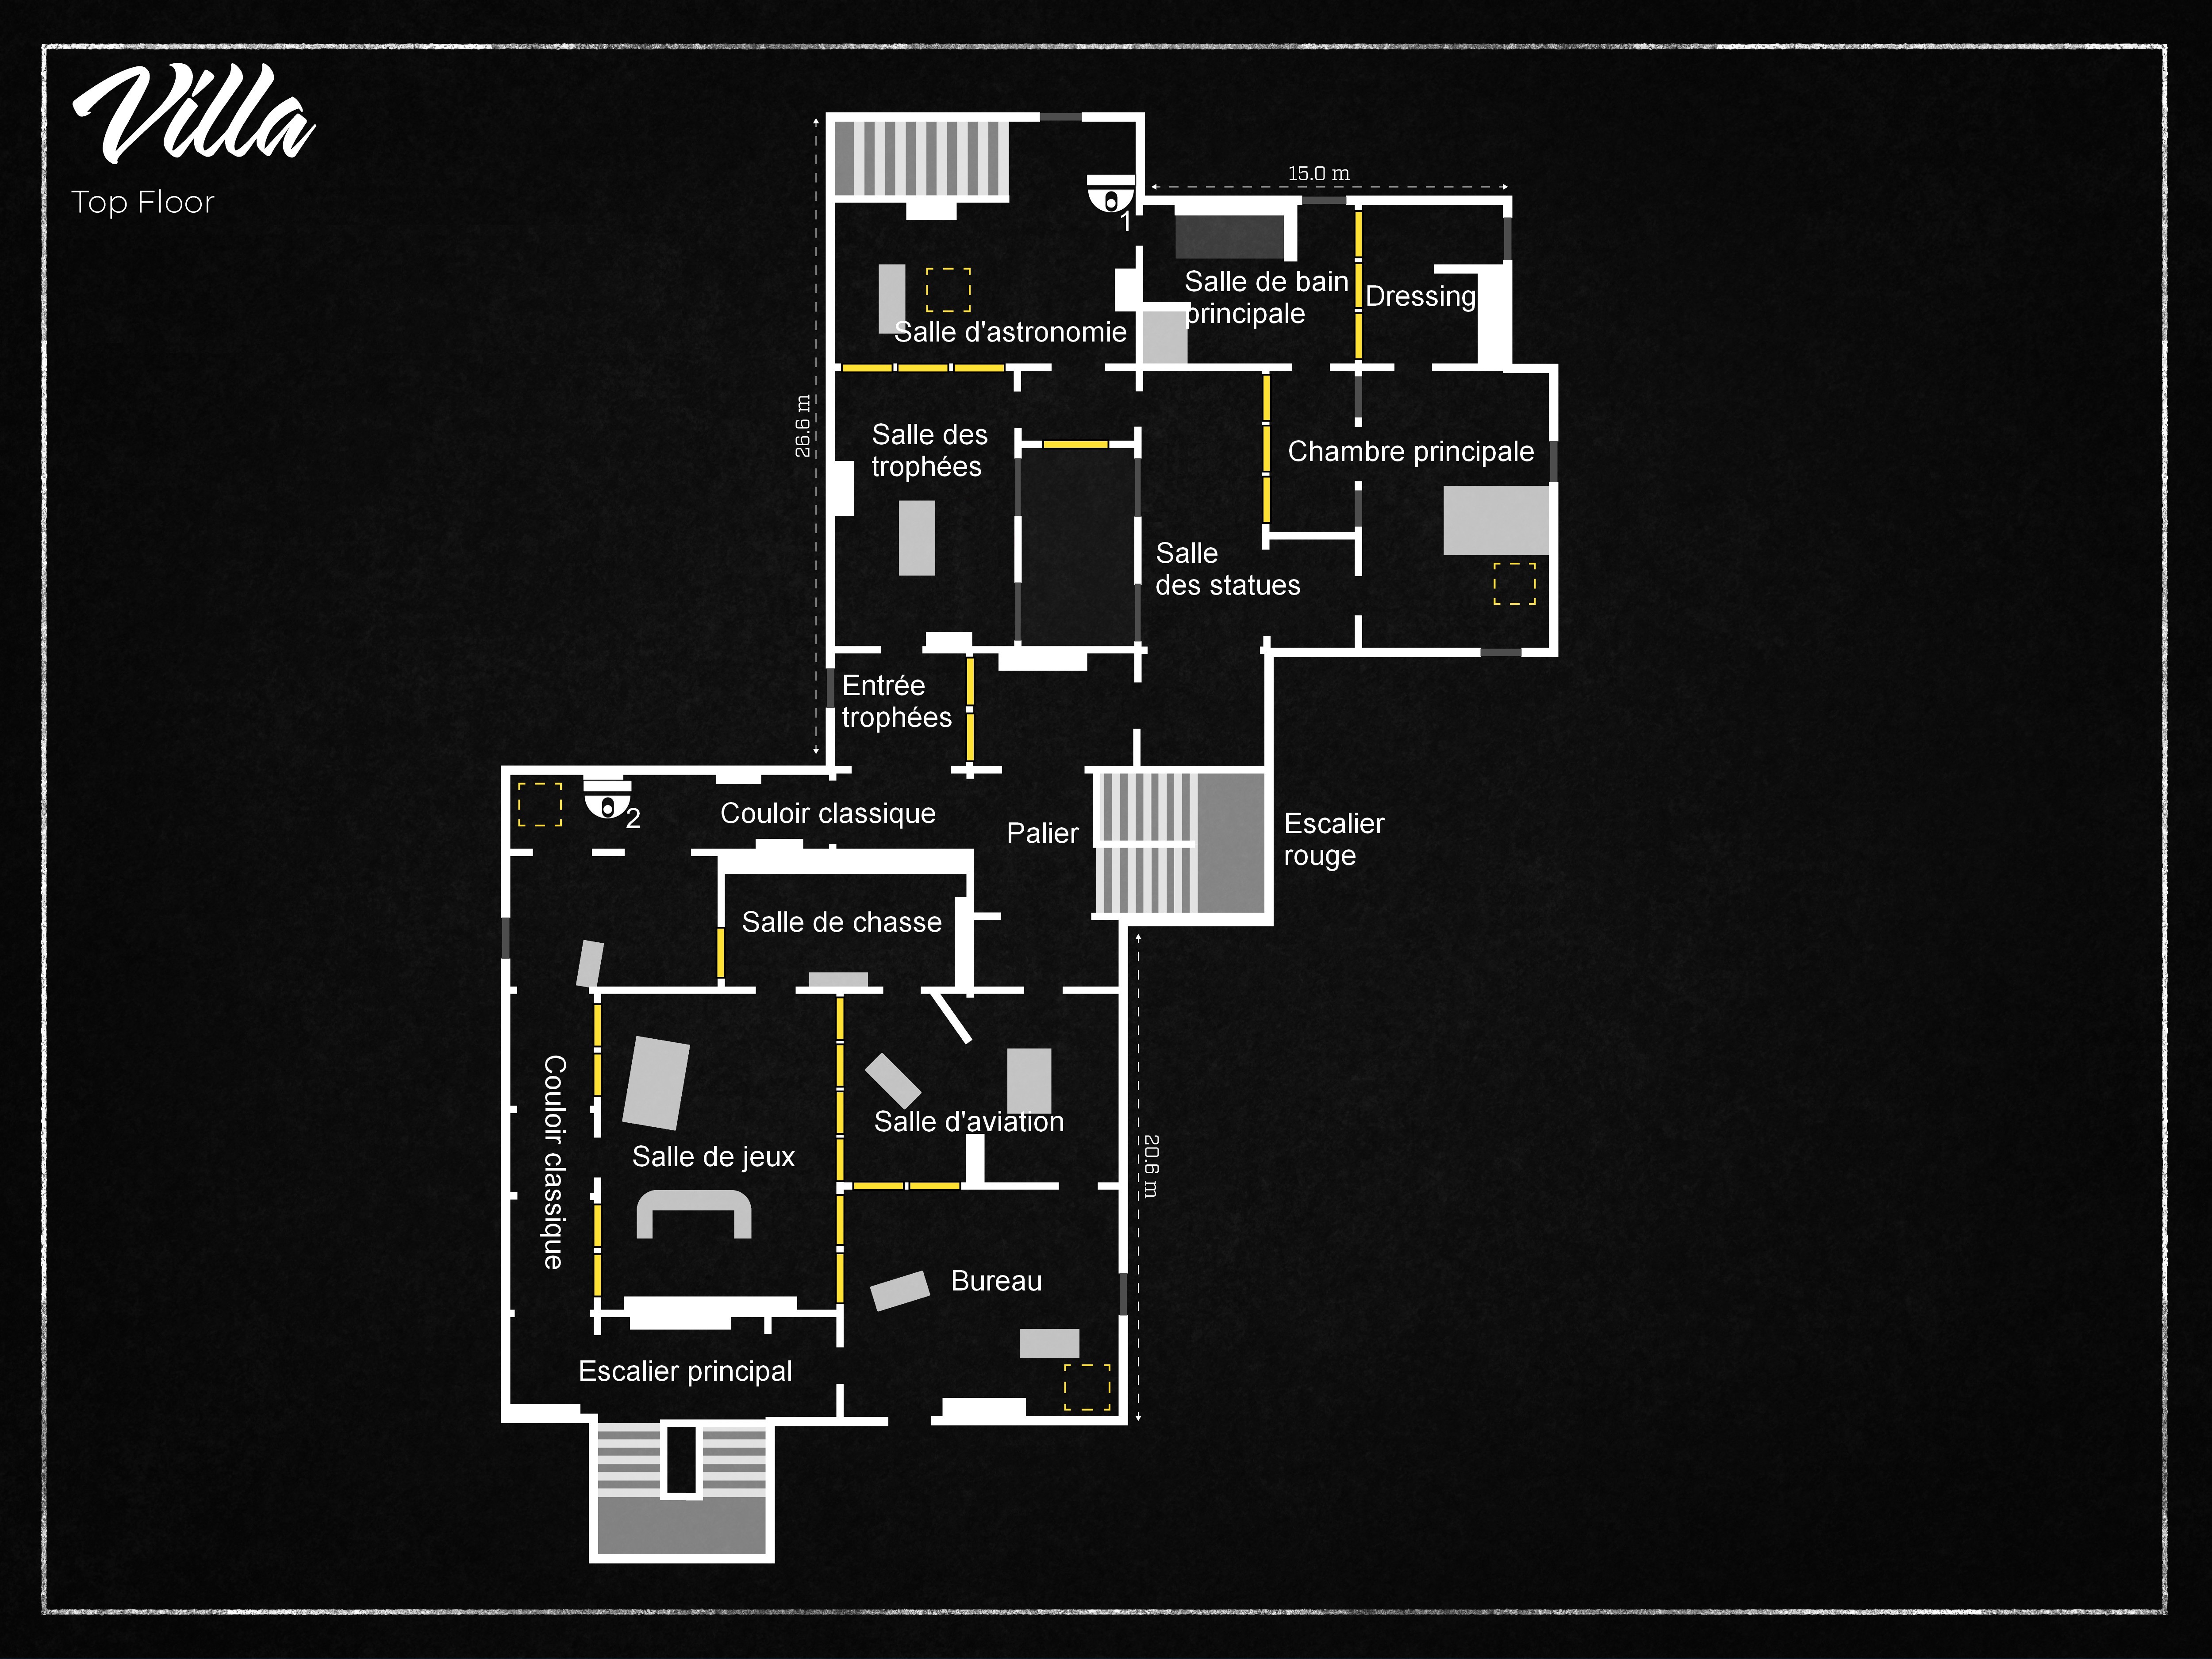 Villa
Top Floor
15.0 m
1
Salle de bain
principale
Dressing
Salle d'astronomie
26.6 m
Salle des
trophées
Chambre principale
Salle
des statues
Entrée
trophées
2
Couloir classique
Palier
Escalier
rouge
Salle de chasse
Couloir classique
Salle d'aviation
Salle de jeux
20.6 m
Bureau
Escalier principal